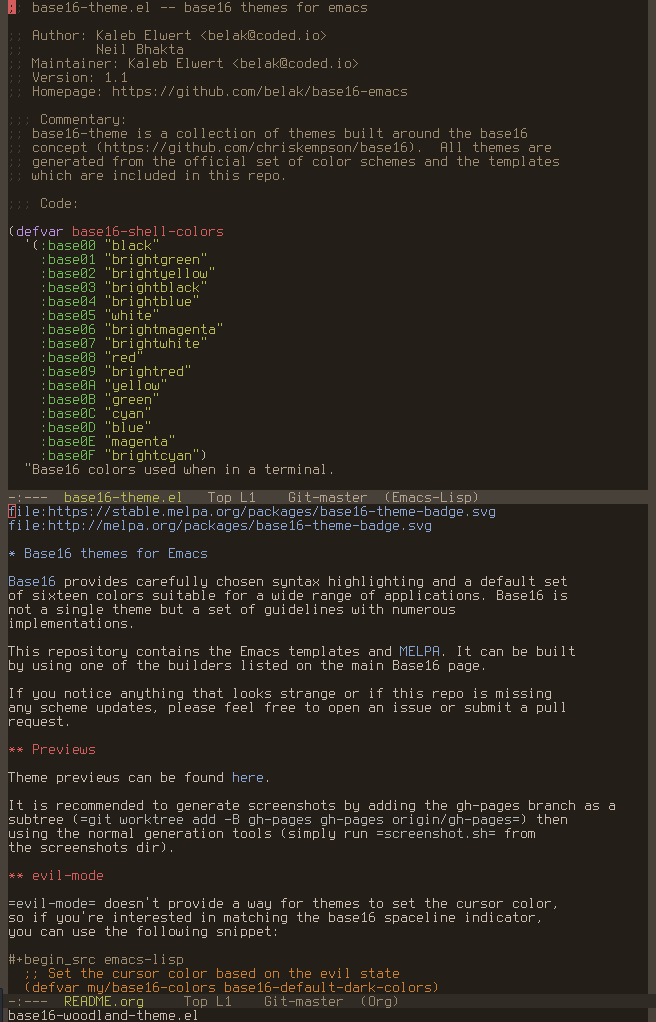 ;; base16-theme.el -- base16 themes for emacs
;; Author: Kaleb Elwert <belak@coded.io>
;;         Neil Bhakta
;; Maintainer: Kaleb Elwert <belak@coded.io>
;; Version: 1.1
;; Homepage: https://github.com/belak/base16-emacs
;;; Commentary:
;; base16-theme is a collection of themes built around the base16
;; concept (https://github.com/chriskempson/base16).  All themes are
;; generated from the official set of color schemes and the templates
;; which are included in this repo.
;;; Code:
(defvar base16-shell-colors
  '(:base00 "black"
    :base01 "brightgreen"
    :base02 "brightyellow"
    :base03 "brightblack"
    :base04 "brightblue"
    :base05 "white"
    :base06 "brightmagenta"
    :base07 "brightwhite"
    :base08 "red"
    :base09 "brightred"
    :base0A "yellow"
    :base0B "green"
    :base0C "cyan"
    :base0D "blue"
    :base0E "magenta"
    :base0F "brightcyan")
  "Base16 colors used when in a terminal.
-:---  base16-theme.el   Top L1    Git-master  (Emacs-Lisp)
file:https://stable.melpa.org/packages/base16-theme-badge.svg
file:http://melpa.org/packages/base16-theme-badge.svg
* Base16 themes for Emacs
Base16 provides carefully chosen syntax highlighting and a default set
of sixteen colors suitable for a wide range of applications. Base16 is
not a single theme but a set of guidelines with numerous
implementations.
This repository contains the Emacs templates and MELPA. It can be built
by using one of the builders listed on the main Base16 page.
If you notice anything that looks strange or if this repo is missing
any scheme updates, please feel free to open an issue or submit a pull
request.
** Previews
Theme previews can be found here.
It is recommended to generate screenshots by adding the gh-pages branch as a
subtree (=git worktree add -B gh-pages gh-pages origin/gh-pages=) then
using the normal generation tools (simply run =screenshot.sh= from
the screenshots dir).
** evil-mode
=evil-mode= doesn't provide a way for themes to set the cursor color,
so if you're interested in matching the base16 spaceline indicator,
you can use the following snippet:
#+begin_src emacs-lisp
  ;; Set the cursor color based on the evil state
  (defvar my/base16-colors base16-default-dark-colors)
-:---  README.org     Top L1    Git-master  (Org)
base16-woodland-theme.el